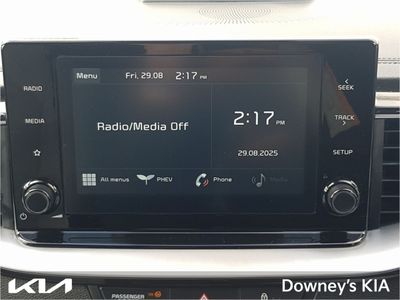 Menu Fri, 29.08 2:17 PM
RADIO
MEDIA
Radio/Media Off
2:17 PM
29.08.2025
All menus PHEV Phone Media
SEEK
TRACK
SETUP
PASSENGER
KIA
Downey's KIA